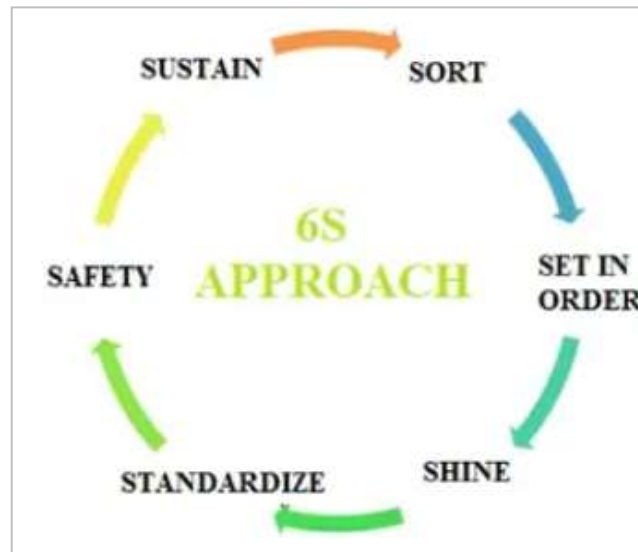 SUSTAIN
SORT
6S
APPROACH
SET IN
ORDER
SHINE
STANDARDIZE
SAFETY